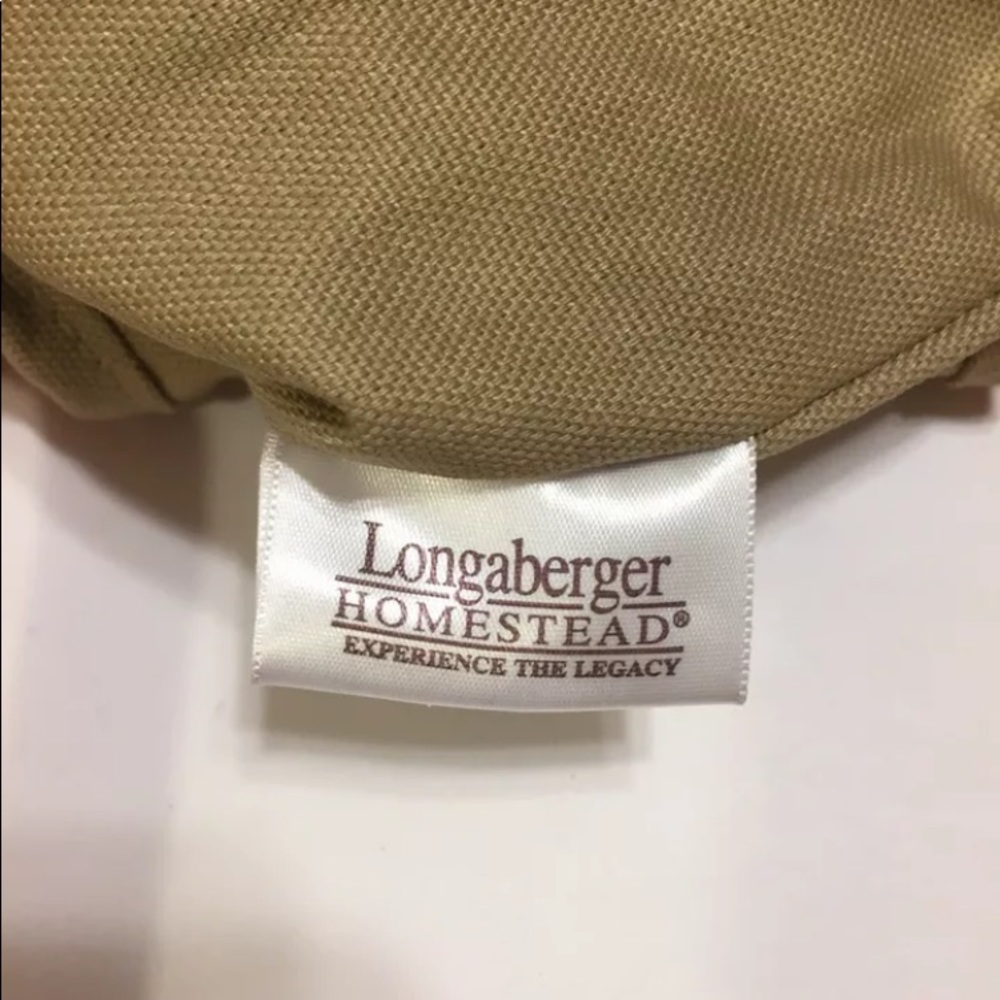 Longaberger
HOMESTEAD®
EXPERIENCE THE LEGACY